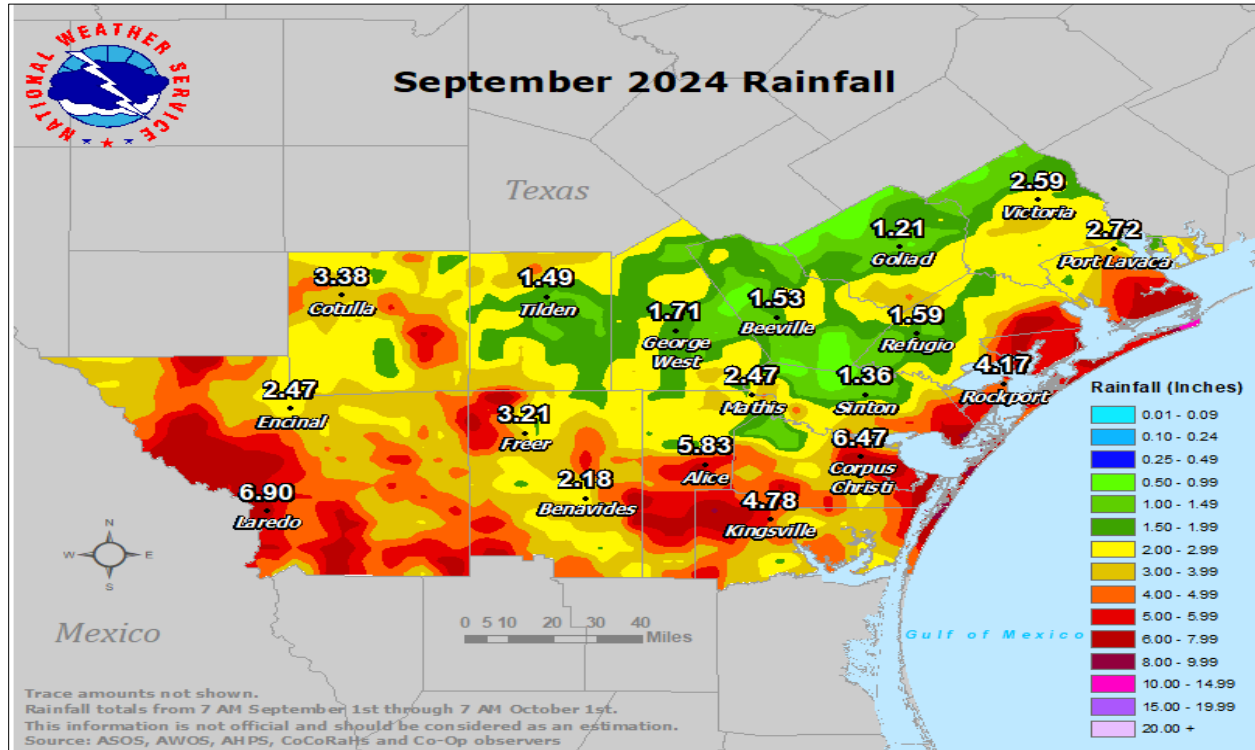 NATIONAL WEATHER SERVICE
September 2024 Rainfall
Texas
2.59
Victoria
1.21
Goliad
2.72
Port Lavaca
3.38
Cotulla
1.49
Tilden
1.71
George
West
1.53
Beeville
1.59
Refugio
4.17
Rockport
2.47
Encinal
2.47
Mathis
1.36
Sinton
3.21
Freer
5.83
Alice
6.47
Corpus
Christi
6.90
Laredo
2.18
Benavides
4.78
Kingsville
N
W E
S
Mexico
0 5 10 20 30 40
Miles
Gulf of Mexico
Rainfall (Inches)
0.01 - 0.09
0.10 - 0.24
0.25 - 0.49
0.50 - 0.99
1.00 - 1.49
1.50 - 1.99
2.00 - 2.99
3.00 - 3.99
4.00 - 4.99
5.00 - 5.99
6.00 - 7.99
8.00 - 9.99
10.00 - 14.99
15.00 - 19.99
20.00 +
Trace amounts not shown.
Rainfall totals from 7 AM September 1st through 7 AM October 1st.
This information is not official and should be considered as an estimation.
Source: ASOS, AWOS, AHPS, CoCoRaHs and Co-Op observers